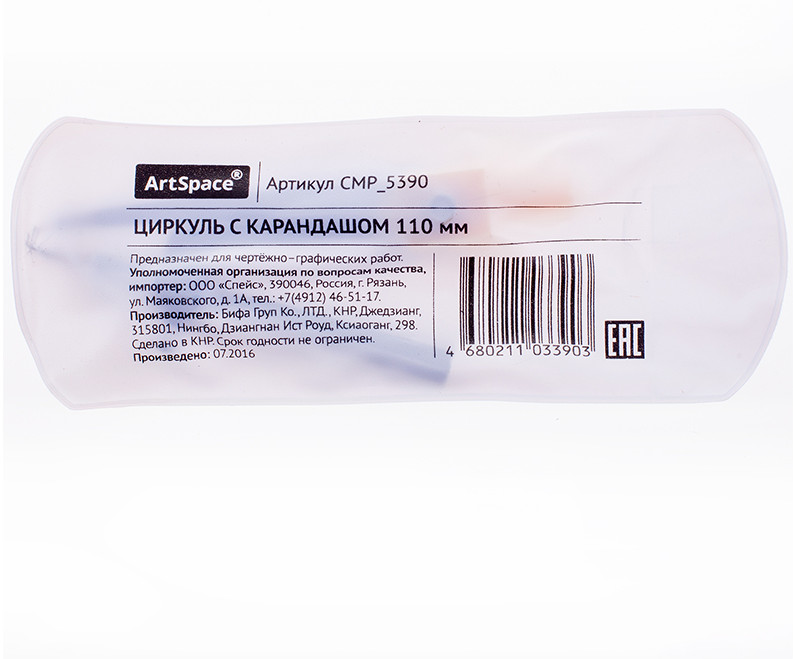 ArtSpace®
Артикул CMP_5390
ЦИРКУЛЬ С КАРАНДАШОМ 110 мм
Предназначен для чертёжно-графических работ.
Уполномоченная организация по вопросам качества,
импортер: ООО «Спейс», 390046, Россия, г. Рязань,
ул. Маяковского, д. 1А, тел.: +7(4912) 46-51-17.
Производитель: Бифа Груп Ко., ЛТД., КНР, Джедзианг,
315801, Нингбо, Дзиангнан Ист Роуд, Ксиаоганг, 298.
Сделано в КНР. Срок годности не ограничен.
Произведено: 07.2016
4 680211 033903
EAC